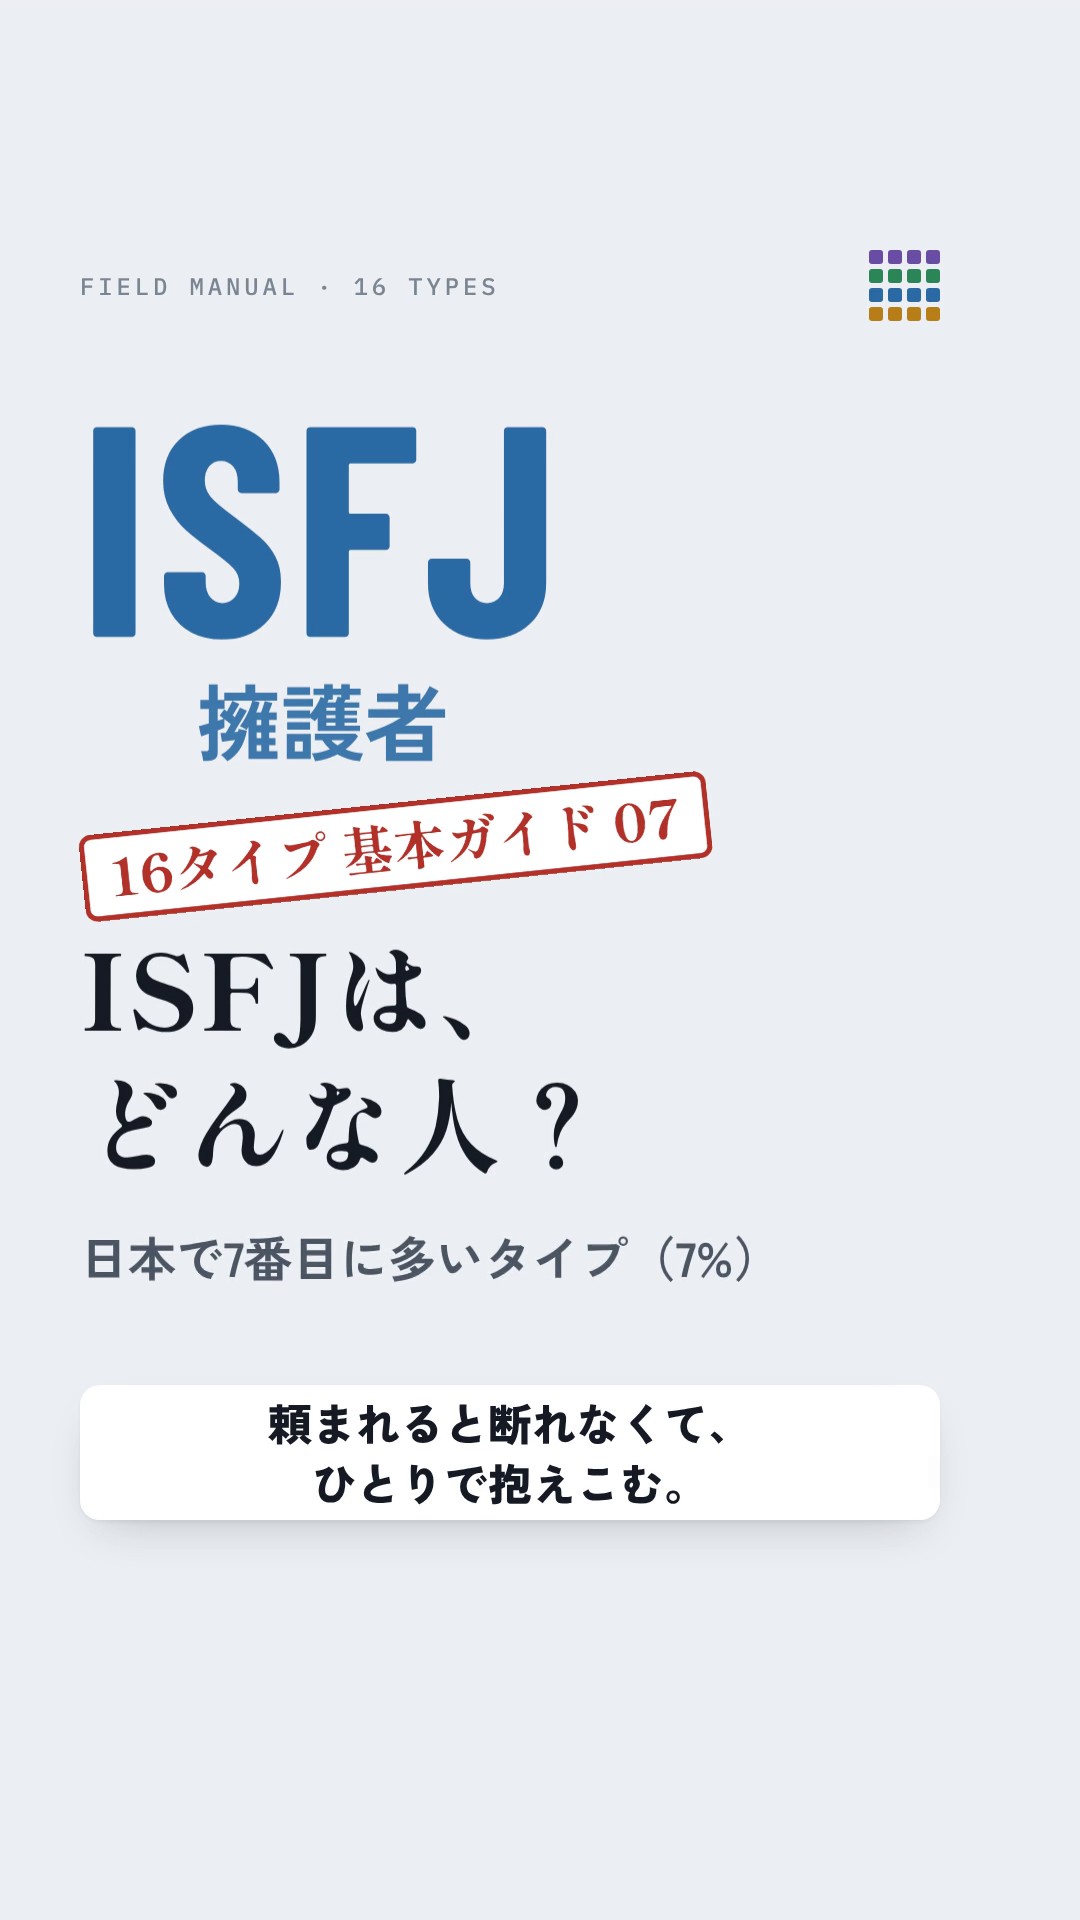 FIELD MANUAL · 16 TYPES
ISFJ
擁護者
16タイプ 基本ガイド 07
ISFJは、
どんな人？
日本で7番目に多いタイプ（7%）
頼まれると断れなくて、
ひとりで抱えこむ。